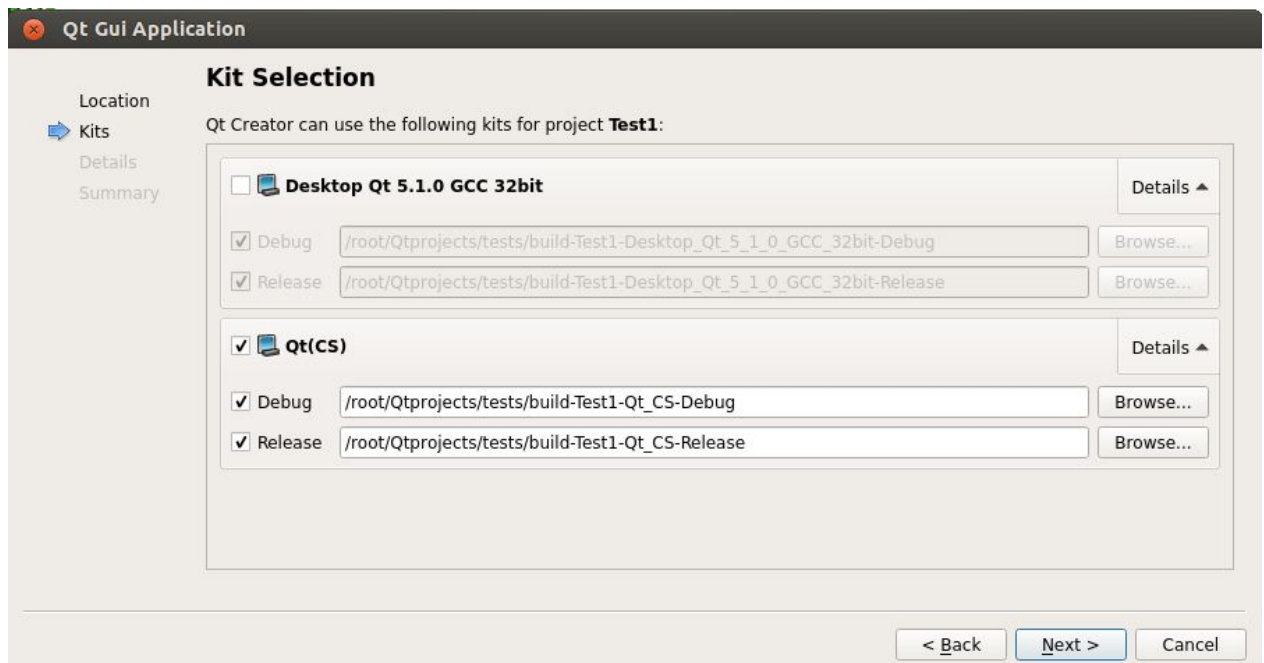 Qt Gui Application
Location
Kits
Details
Summary
Kit Selection
Qt Creator can use the following kits for project Test1:
Desktop Qt 5.1.0 GCC 32bit
Details
Debug /root/Qtprojects/tests/build-Test1-Desktop_Qt_5_1_0_GCC_32bit-Debug Browse...
Release /root/Qtprojects/tests/build-Test1-Desktop_Qt_5_1_0_GCC_32bit-Release Browse...
Qt(CS)
Details
Debug /root/Qtprojects/tests/build-Test1-Qt_CS-Debug Browse...
Release /root/Qtprojects/tests/build-Test1-Qt_CS-Release Browse...
< Back Next > Cancel